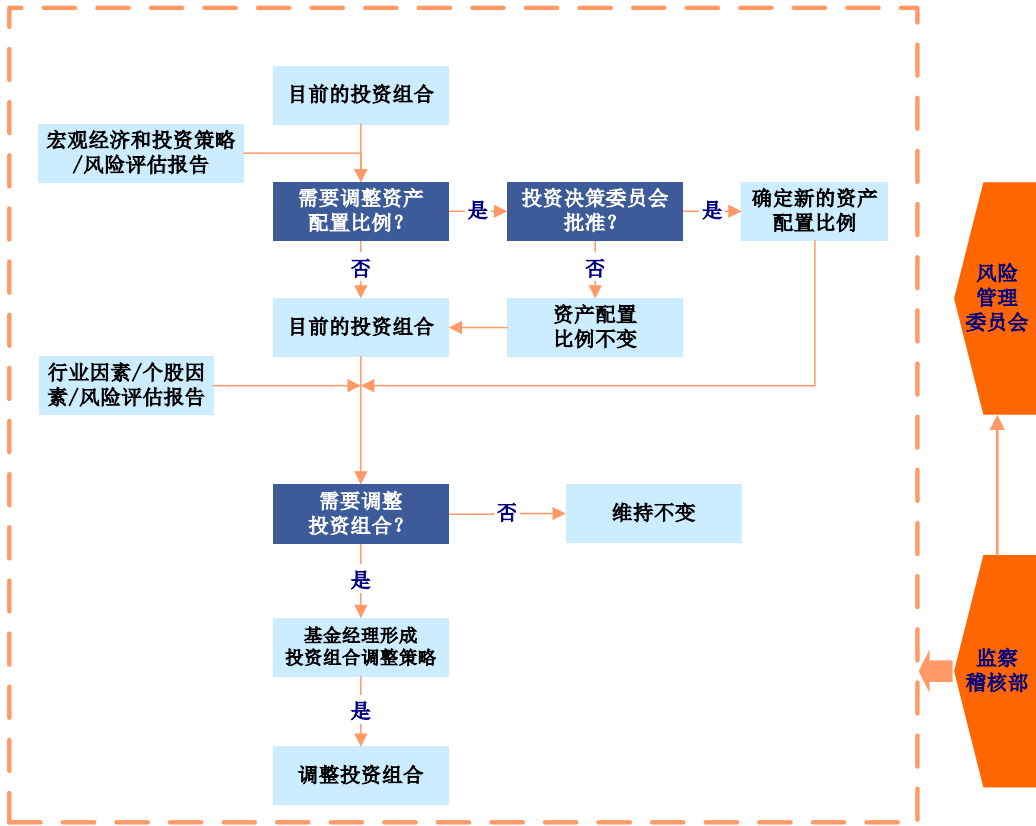 目前的投资组合
宏观经济和投资策略
/风险评估报告
需要调整资产
配置比例？
是
投资决策委员会
批准？
是
确定新的资产
配置比例
否
否
目前的投资组合
资产配置
比例不变
风险
管理
委员会
行业因素/个股因
素/风险评估报告
需要调整
投资组合？
否
维持不变
是
基金经理形成
投资组合调整策略
监察
稽核部
是
调整投资组合